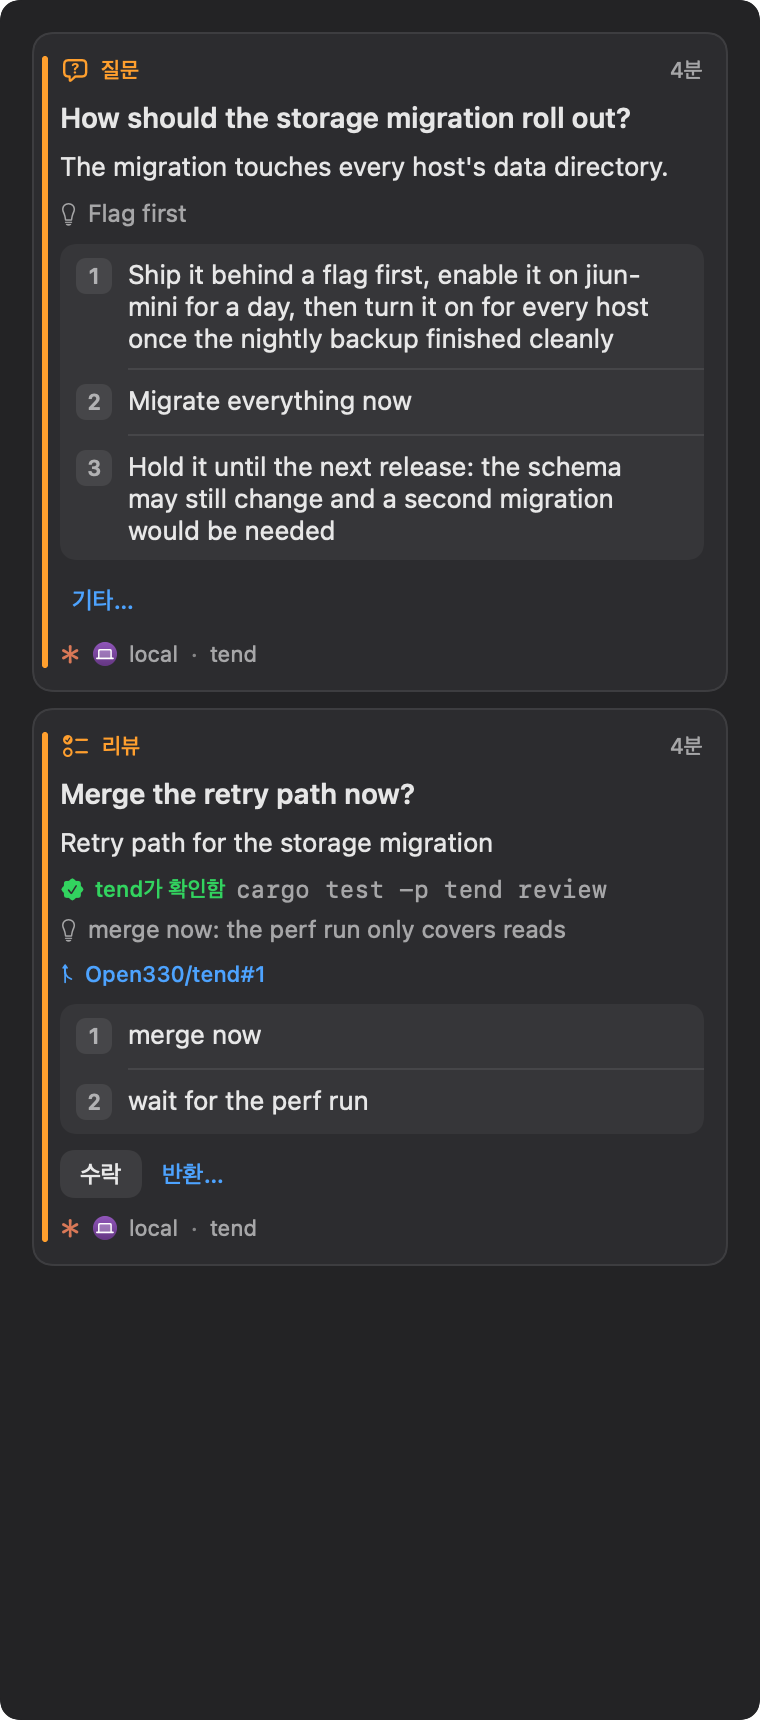 질문 4분
How should the storage migration roll out?
The migration touches every host's data directory.
Flag first
1 Ship it behind a flag first, enable it on jiun-
mini for a day, then turn it on for every host
once the nightly backup finished cleanly
2 Migrate everything now
3 Hold it until the next release: the schema
may still change and a second migration
would be needed
기타...
local · tend
리뷰 4분
Merge the retry path now?
Retry path for the storage migration
tend가 확인함 cargo test -p tend review
merge now: the perf run only covers reads
Open330/tend#1
1 merge now
2 wait for the perf run
수락 반환...
local · tend